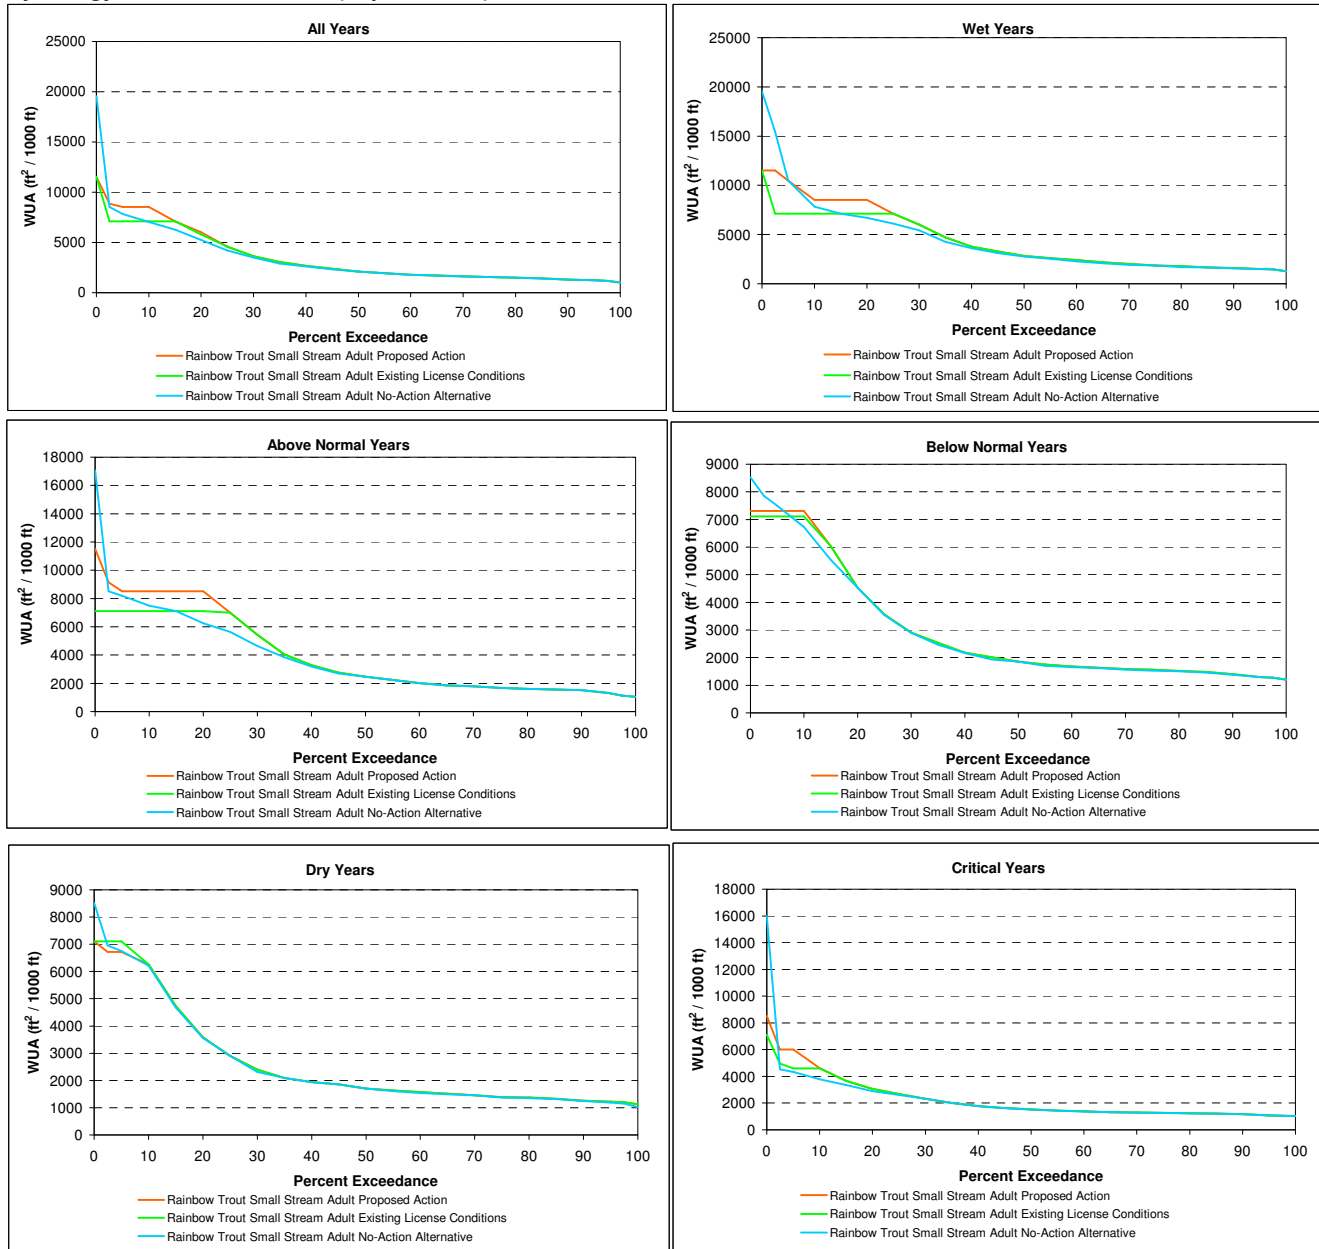 All Years
WUA (ft² / 1000 ft)
25000
20000
15000
10000
5000
0
0 10 20 30 40 50 60 70 80 90 100
Percent Exceedance
Rainbow Trout Small Stream Adult Proposed Action
Rainbow Trout Small Stream Adult Existing License Conditions
Rainbow Trout Small Stream Adult No-Action Alternative
Wet Years
WUA (ft² / 1000 ft)
25000
20000
15000
10000
5000
0
0 10 20 30 40 50 60 70 80 90 100
Percent Exceedance
Rainbow Trout Small Stream Adult Proposed Action
Rainbow Trout Small Stream Adult Existing License Conditions
Rainbow Trout Small Stream Adult No-Action Alternative
Above Normal Years
WUA (ft² / 1000 ft)
18000
16000
14000
12000
10000
8000
6000
4000
2000
0
0 10 20 30 40 50 60 70 80 90 100
Percent Exceedance
Rainbow Trout Small Stream Adult Proposed Action
Rainbow Trout Small Stream Adult Existing License Conditions
Rainbow Trout Small Stream Adult No-Action Alternative
Below Normal Years
WUA (ft² / 1000 ft)
9000
8000
7000
6000
5000
4000
3000
2000
1000
0
0 10 20 30 40 50 60 70 80 90 100
Percent Exceedance
Rainbow Trout Small Stream Adult Proposed Action
Rainbow Trout Small Stream Adult Existing License Conditions
Rainbow Trout Small Stream Adult No-Action Alternative
Dry Years
WUA (ft² / 1000 ft)
9000
8000
7000
6000
5000
4000
3000
2000
1000
0
0 10 20 30 40 50 60 70 80 90 100
Percent Exceedance
Rainbow Trout Small Stream Adult Proposed Action
Rainbow Trout Small Stream Adult Existing License Conditions
Rainbow Trout Small Stream Adult No-Action Alternative
Critical Years
WUA (ft² / 1000 ft)
18000
16000
14000
12000
10000
8000
6000
4000
2000
0
0 10 20 30 40 50 60 70 80 90 100
Percent Exceedance
Rainbow Trout Small Stream Adult Proposed Action
Rainbow Trout Small Stream Adult Existing License Conditions
Rainbow Trout Small Stream Adult No-Action Alternative